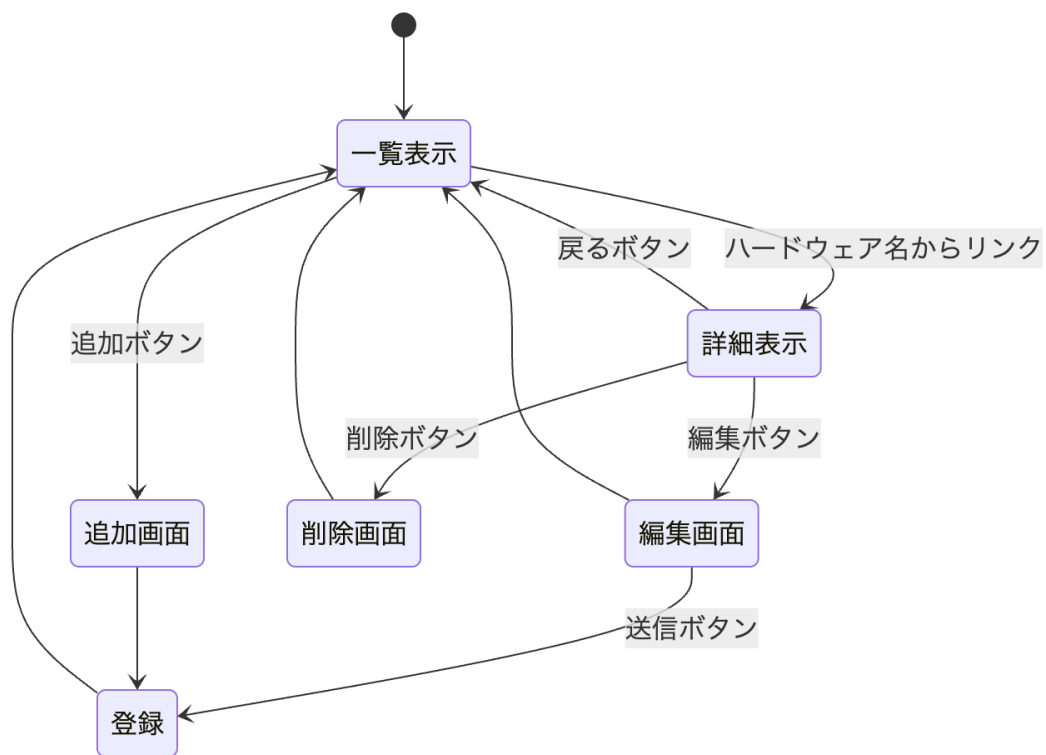 一覧表示
戻るボタン
ハードウェア名からリンク
追加ボタン
詳細表示
削除ボタン
編集ボタン
追加画面
削除画面
編集画面
送信ボタン
登録